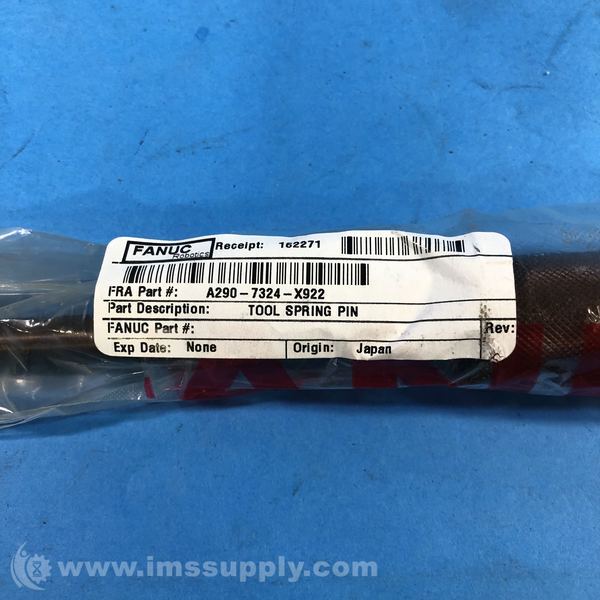 FANUC Robotics Receipt: 162271
FRA Part #: A290-7324-X922
Part Description: TOOL SPRING PIN
FANUC Part #: Rev:
Exp Date: None Origin: Japan
www.imssupply.com